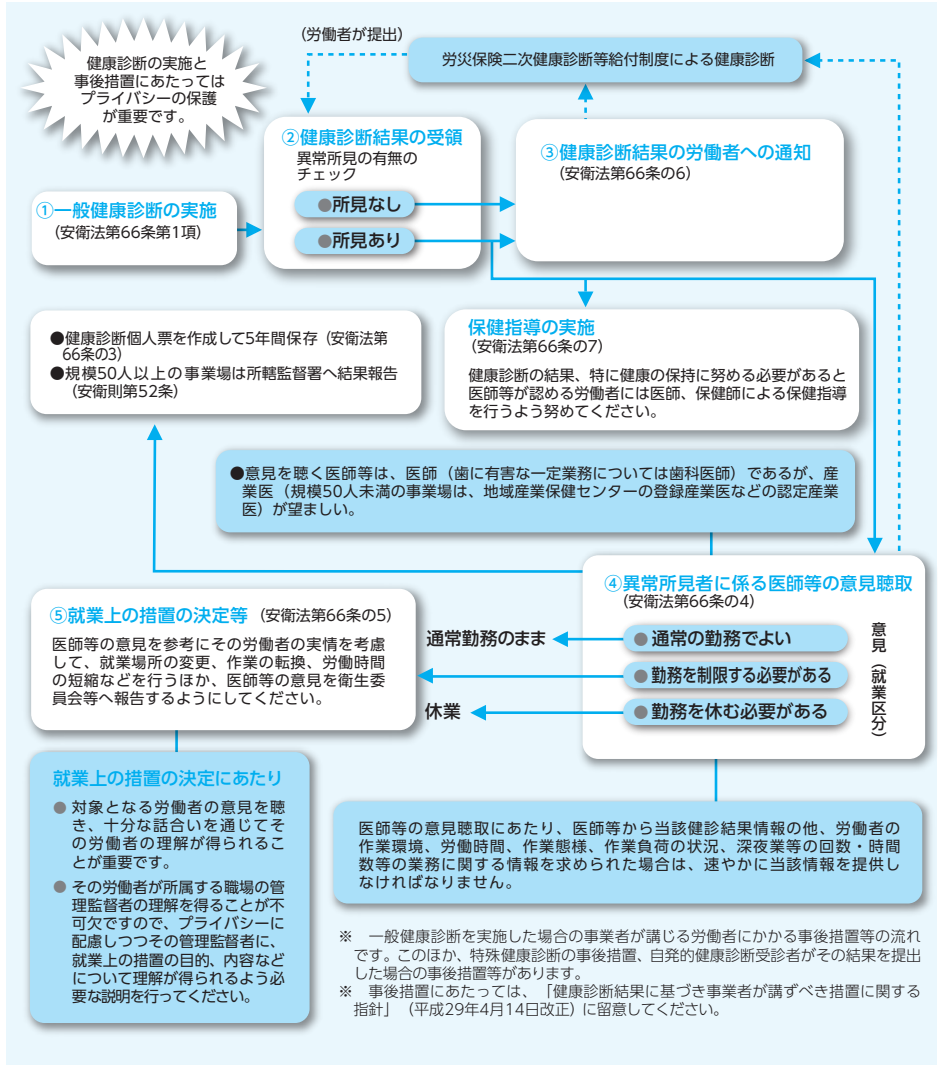 健康診断の実施と
事後措置にあたっては
プライバシーの保護
が重要です。
(労働者が提出)
労災保険二次健康診断等給付制度による健康診断
①一般健康診断の実施
(安衛法第66条第1項)
②健康診断結果の受領
異常所見の有無の
チェック
●所見なし
●所見あり
③健康診断結果の労働者への通知
(安衛法第66条の6)
●健康診断個人票を作成して5年間保存(安衛法第
66条の3)
●規模50人以上の事業場は所轄監督署へ結果報告
(安衛則第52条)
保健指導の実施
(安衛法第66条の7)
健康診断の結果、特に健康の保持に努める必要があると
医師等が認める労働者には医師、保健師による保健指導
を行うよう努めてください。
●意見を聴く医師等は、医師(歯に有害な一定業務については歯科医師)であるが、産
業医(規模50人未満の事業場は、地域産業保健センターの登録産業医などの認定産業
医)が望ましい。
④異常所見者に係る医師等の意見聴取
(安衛法第66条の4)
●通常の勤務でよい
●勤務を制限する必要がある
●勤務を休む必要がある
意見(就業区分)
通常勤務のまま
休業
⑤就業上の措置の決定等 (安衛法第66条の5)
医師等の意見を参考にその労働者の実情を考慮
して、就業場所の変更、作業の転換、労働時間
の短縮などを行うほか、医師等の意見を衛生委
員会等へ報告するようにしてください。
就業上の措置の決定にあたり
● 対象となる労働者の意見を聴
き、十分な話合いを通じてそ
の労働者の理解が得られるこ
とが重要です。
● その労働者が所属する職場の管
理監督者の理解を得ることが不
可欠ですので、プライバシーに
配慮しつつその管理監督者に、
就業上の措置の目的、内容など
について理解が得られるよう必
要な説明を行ってください。
医師等の意見聴取にあたり、医師等から当該健診結果情報の他、労働者の
作業環境、労働時間、作業態様、作業負荷の状況、深夜業等の回数・時間
数等の業務に関する情報を求められた場合は、速やかに当該情報を提供し
なければなりません。
※ 一般健康診断を実施した場合の事業者が講じる労働者にかかる事後措置等の流れ
です。このほか、特殊健康診断の事後措置、自発的健康診断受診者がその結果を提出
した場合の事後措置等があります。
※ 事後措置にあたっては、「健康診断結果に基づき事業者が講ずべき措置に関する
指針」(平成29年4月14日改正)に留意してください。